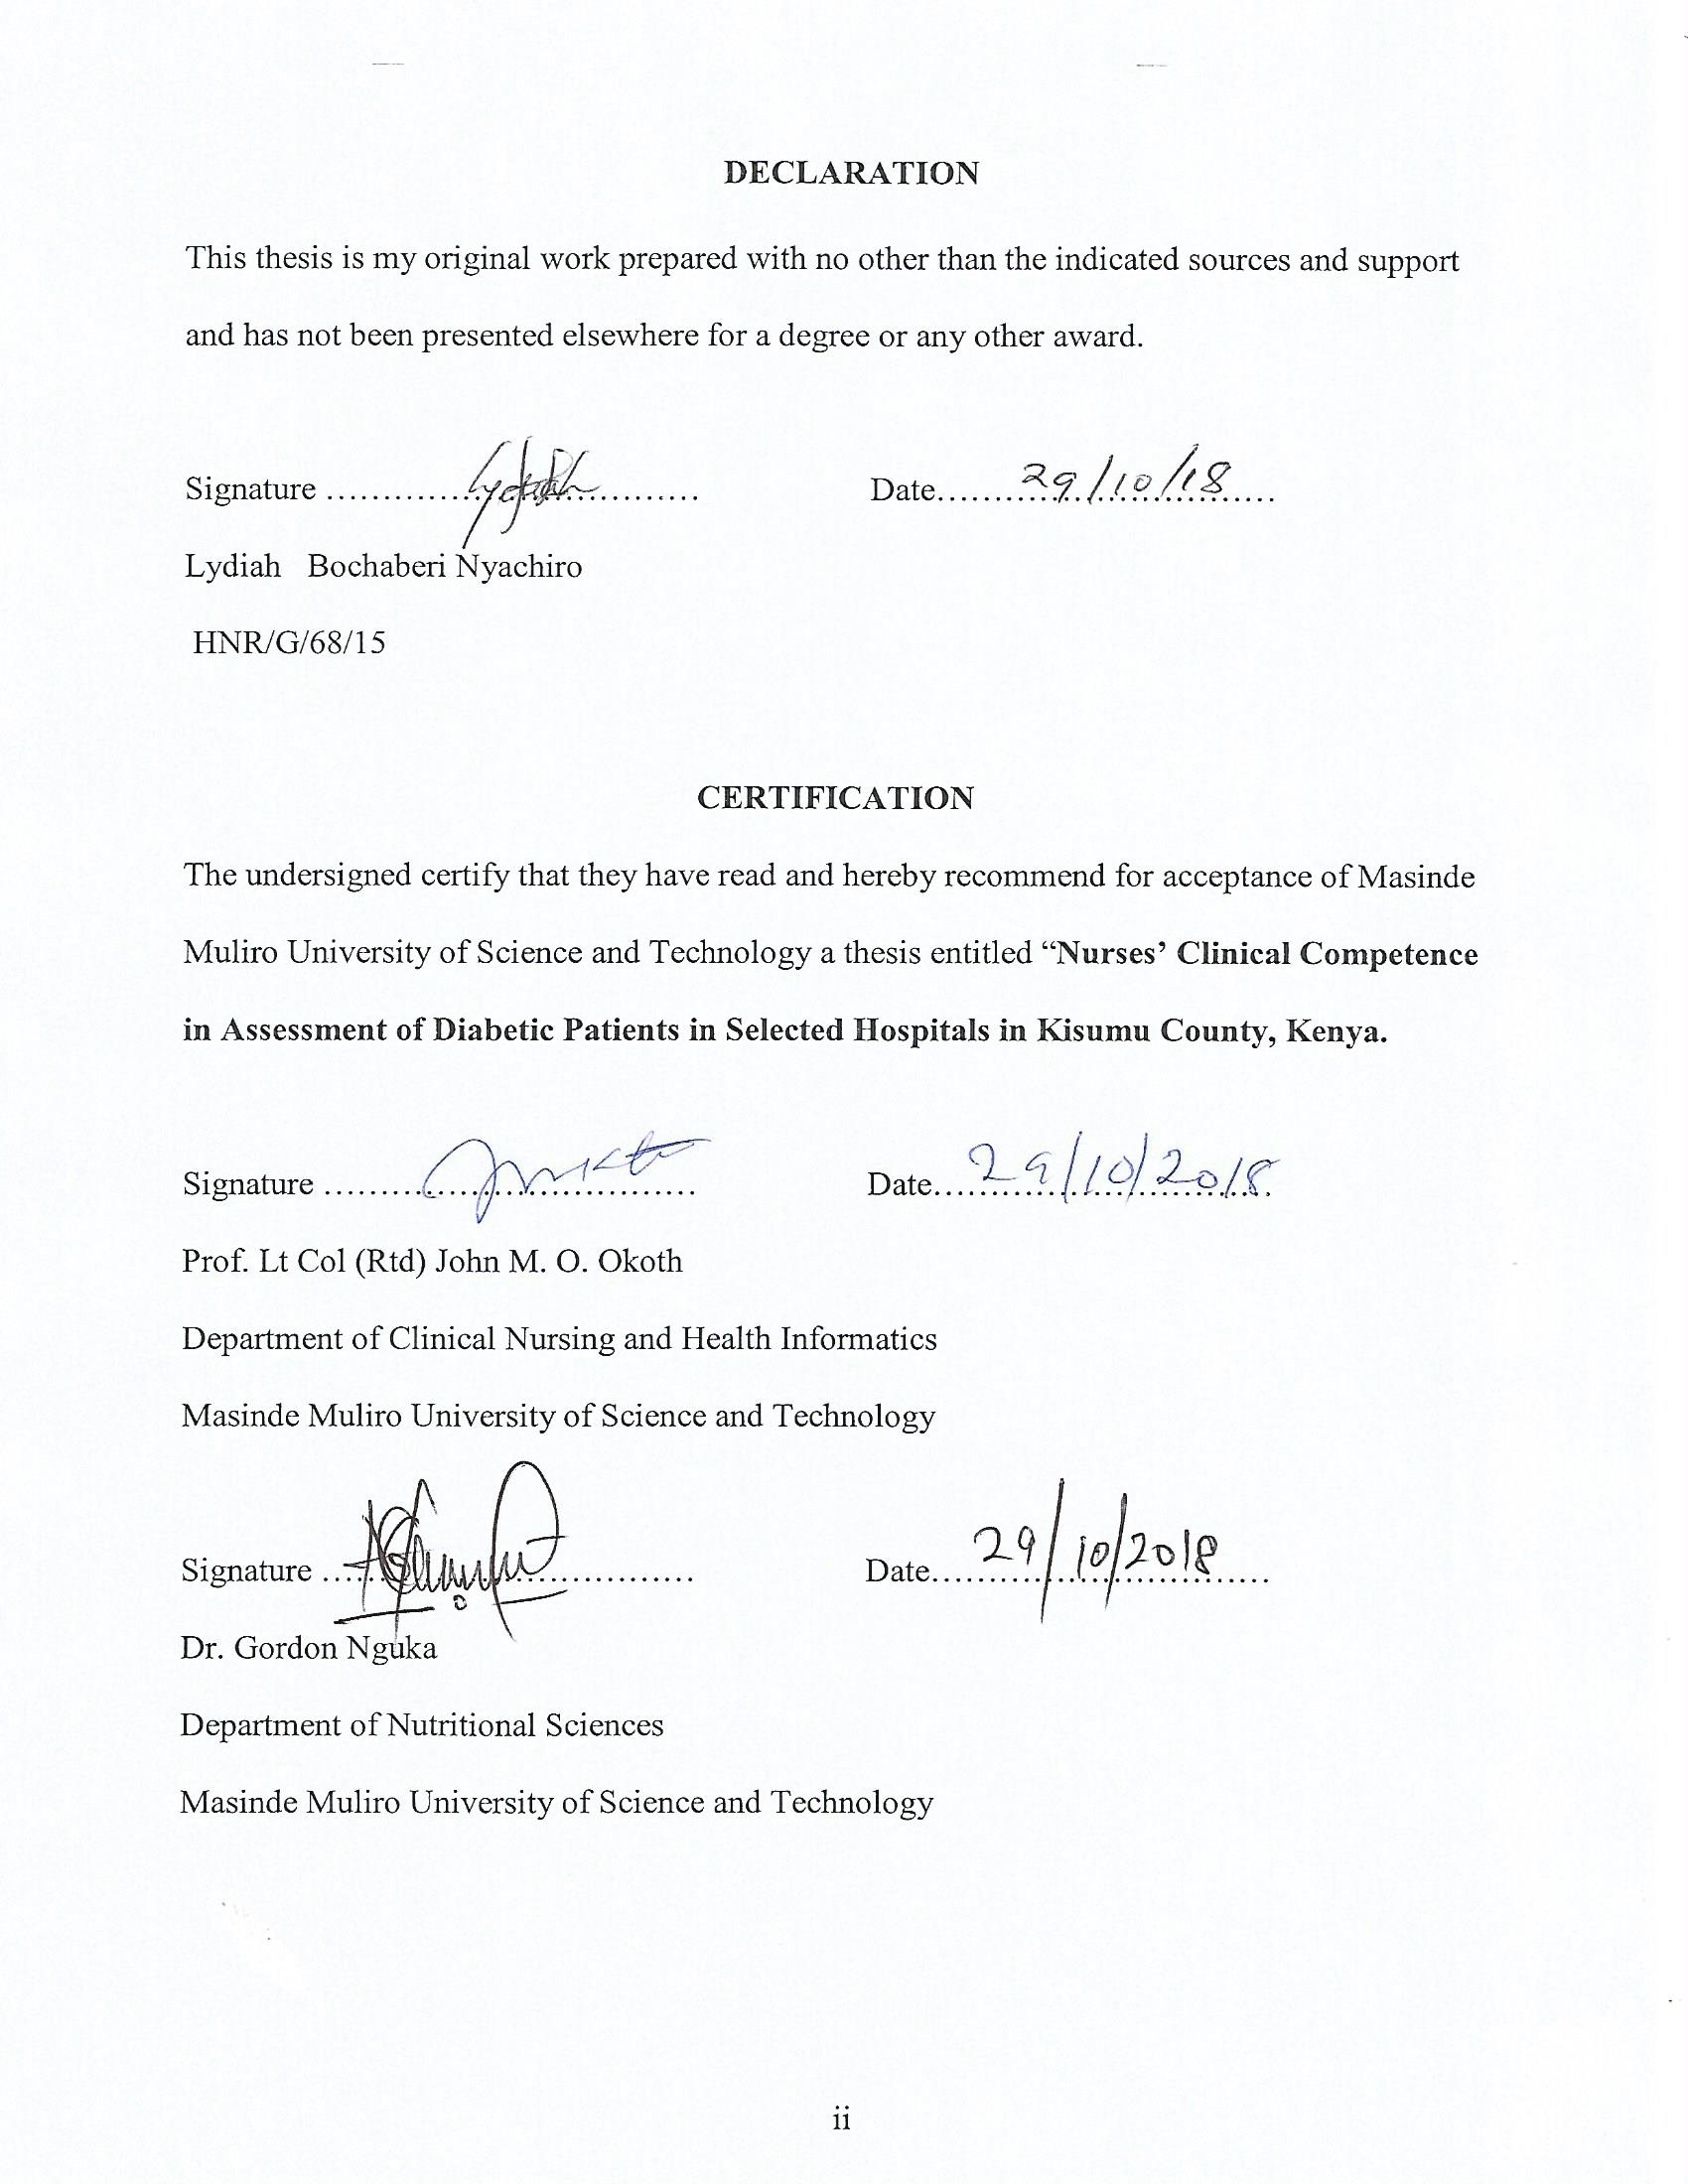 DECLARATION
This thesis is my original work prepared with no other than the indicated sources and support
and has not been presented elsewhere for a degree or any other award.
Signature ............................................. Date.................29/10/18.................
Lydiah Bochaberi Nyachiro
HNR/G/68/15
CERTIFICATION
The undersigned certify that they have read and hereby recommend for acceptance of Masinde
Muliro University of Science and Technology a thesis entitled “Nurses’ Clinical Competence
in Assessment of Diabetic Patients in Selected Hospitals in Kisumu County, Kenya.
Signature ............................................. Date.................29/10/2018.................
Prof. Lt Col (Rtd) John M. O. Okoth
Department of Clinical Nursing and Health Informatics
Masinde Muliro University of Science and Technology
Signature ............................................. Date.................29/10/2018.................
Dr. Gordon Nguka
Department of Nutritional Sciences
Masinde Muliro University of Science and Technology
ii